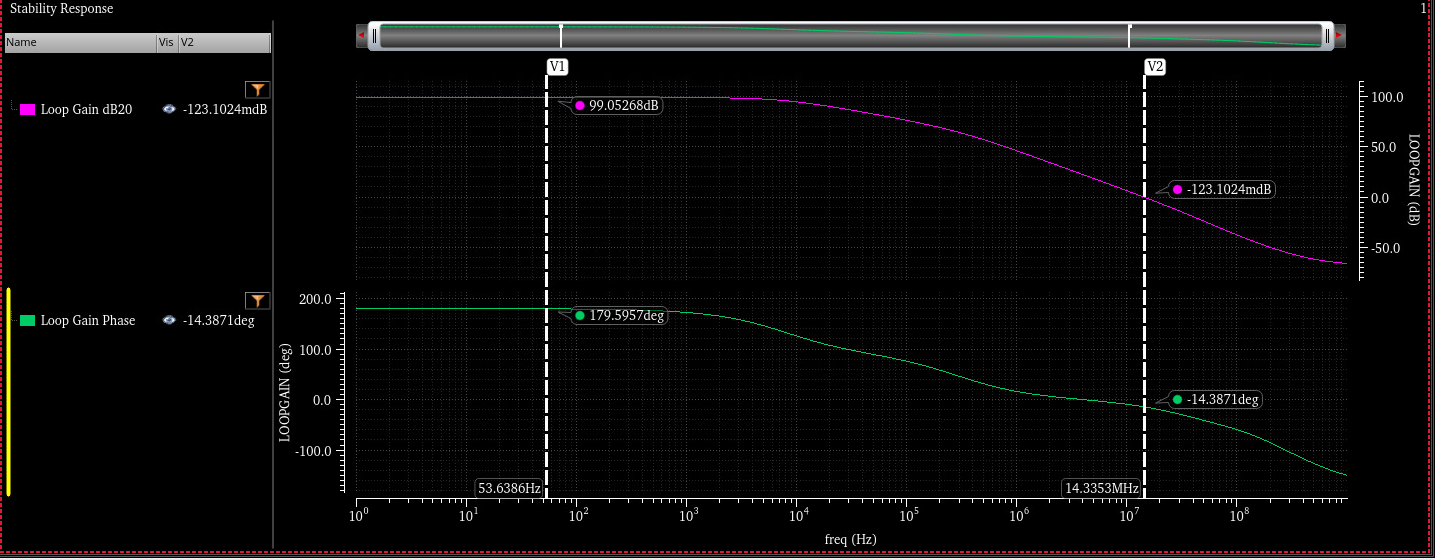 Stability Response
1
Name Vis V2
Loop Gain dB20 -123.1024mdB
Loop Gain Phase -14.3871deg
V1
V2
99.05268dB
-123.1024mdB
100.0
50.0
0.0
-50.0
LOOPGAIN (dB)
200.0
100.0
0.0
-100.0
LOOPGAIN (deg)
179.5957deg
-14.3871deg
53.6386Hz
14.3353MHz
10⁰ 10¹ 10² 10³ 10⁴ 10⁵ 10⁶ 10⁷ 10⁸
freq (Hz)